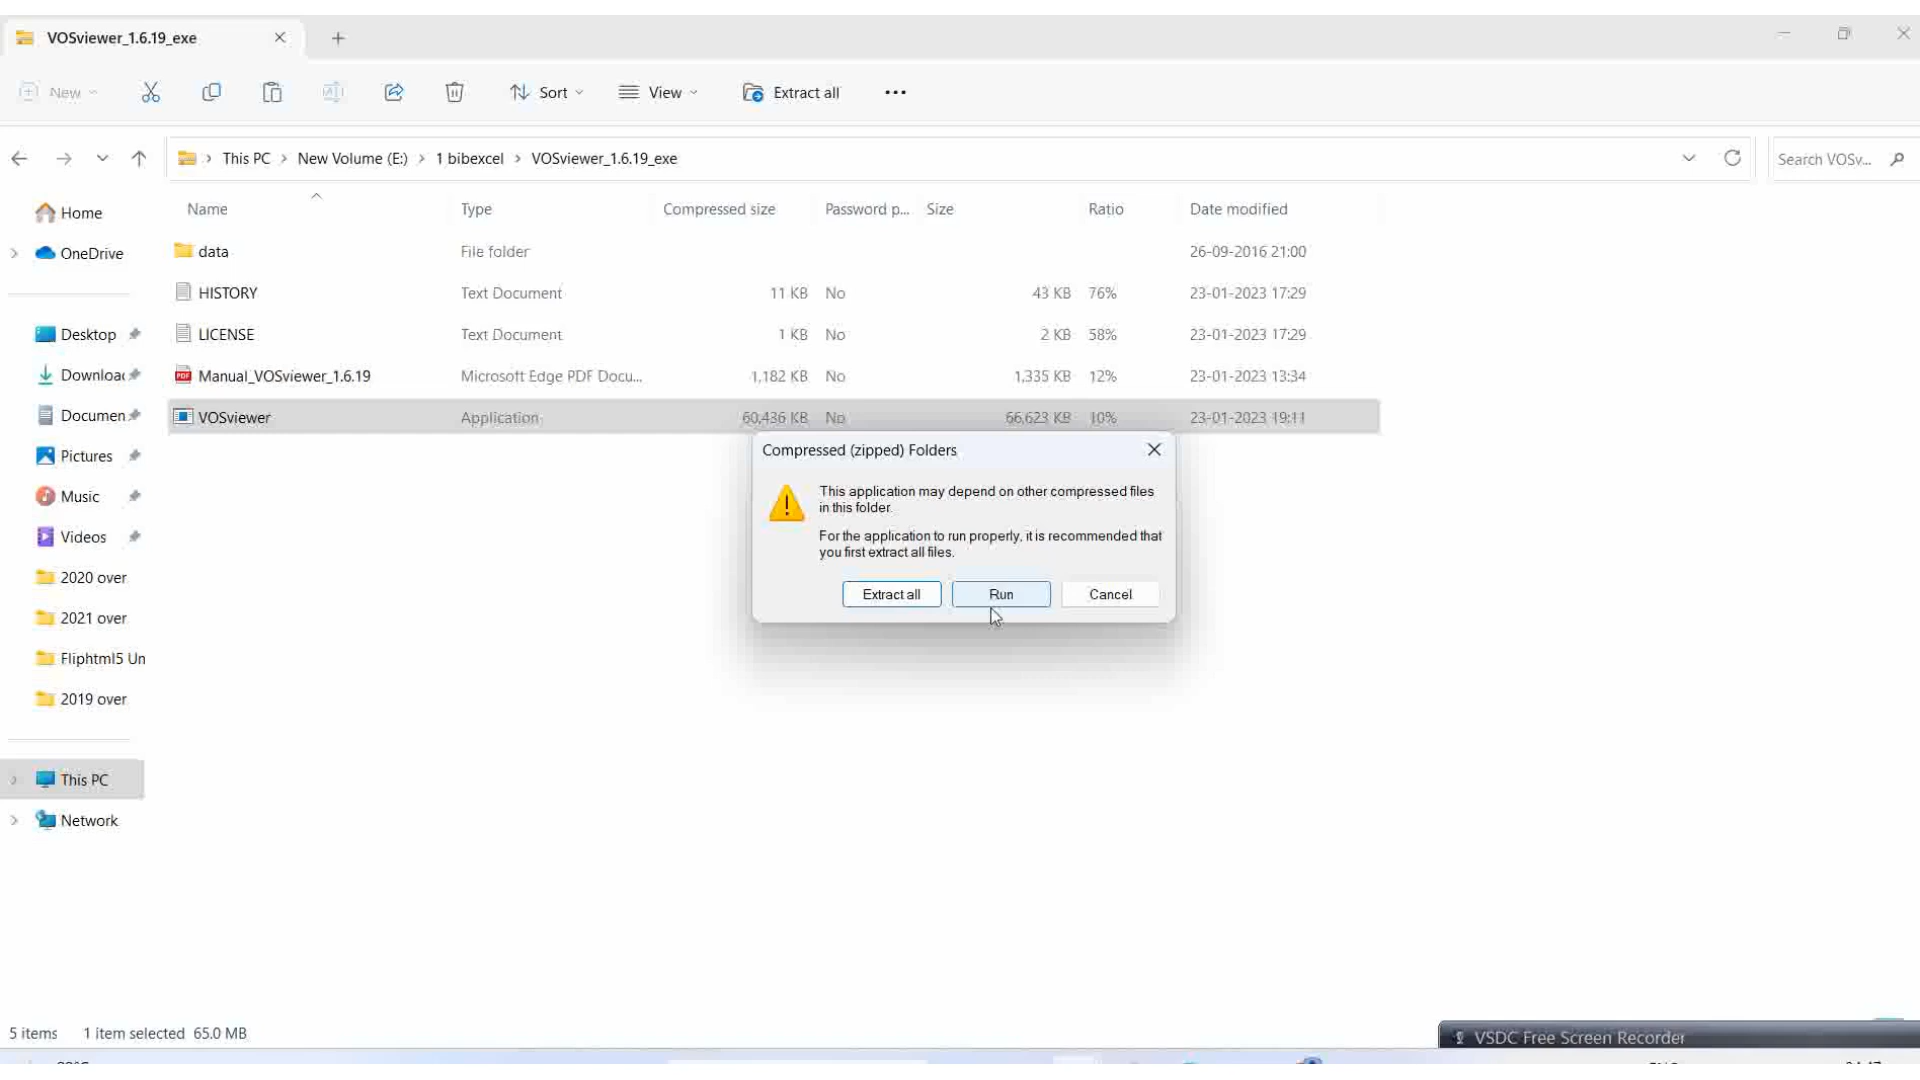 VOSviewer_1.6.19_exe
New
Sort
View
Extract all
This PC > New Volume (E:) > 1 bibexcel > VOSviewer_1.6.19_exe
Search VOSv...
Name Type Compressed size Password p... Size Ratio Date modified
Home
OneDrive
Desktop
Downloac
Documen
Pictures
Music
Videos
2020 over
2021 over
Fliphtml5 Un
2019 over
This PC
Network
data File folder 26-09-2016 21:00
HISTORY Text Document 11 KB No 43 KB 76% 23-01-2023 17:29
LICENSE Text Document 1 KB No 2 KB 58% 23-01-2023 17:29
Manual_VOSviewer_1.6.19 Microsoft Edge PDF Docu... 1,182 KB No 1,335 KB 12% 23-01-2023 13:34
VOSviewer Application 60,436 KB No 66,623 KB 10% 23-01-2023 19:11
Compressed (zipped) Folders
This application may depend on other compressed files
in this folder.
For the application to run properly, it is recommended that
you first extract all files.
Extract all Run Cancel
5 items 1 item selected 65.0 MB
VSDC Free Screen Recorder